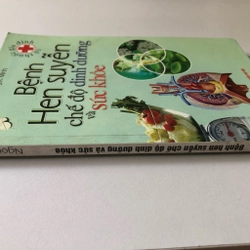 Bệnh
Hen suyễn
chế độ dinh dưỡng
và sức khỏe
Bệnh hen suyễn chế độ dinh dưỡng và sức khỏe